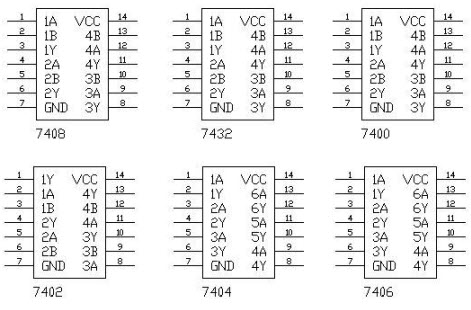 1 1A VCC 14
2 1B 4B 13
3 1Y 4A 12
4 2A 4Y 11
5 2B 3B 10
6 2Y 3A 9
7 GND 3Y 8
7408
1 1A VCC 14
2 1B 4B 13
3 1Y 4A 12
4 2A 4Y 11
5 2B 3B 10
6 2Y 3A 9
7 GND 3Y 8
7432
1 1A VCC 14
2 1B 4B 13
3 1Y 4A 12
4 2A 4Y 11
5 2B 3B 10
6 2Y 3A 9
7 GND 3Y 8
7400
1 1Y VCC 14
2 1A 4Y 13
3 1B 4B 12
4 2Y 4A 11
5 2A 3Y 10
6 2B 3B 9
7 GND 3A 8
7402
1 1A VCC 14
2 1Y 6A 13
3 2A 6Y 12
4 2Y 5A 11
5 3A 5Y 10
6 3Y 4A 9
7 GND 4Y 8
7404
1 1A VCC 14
2 1Y 6A 13
3 2A 6Y 12
4 2Y 5A 11
5 3A 5Y 10
6 3Y 4A 9
7 GND 4Y 8
7406